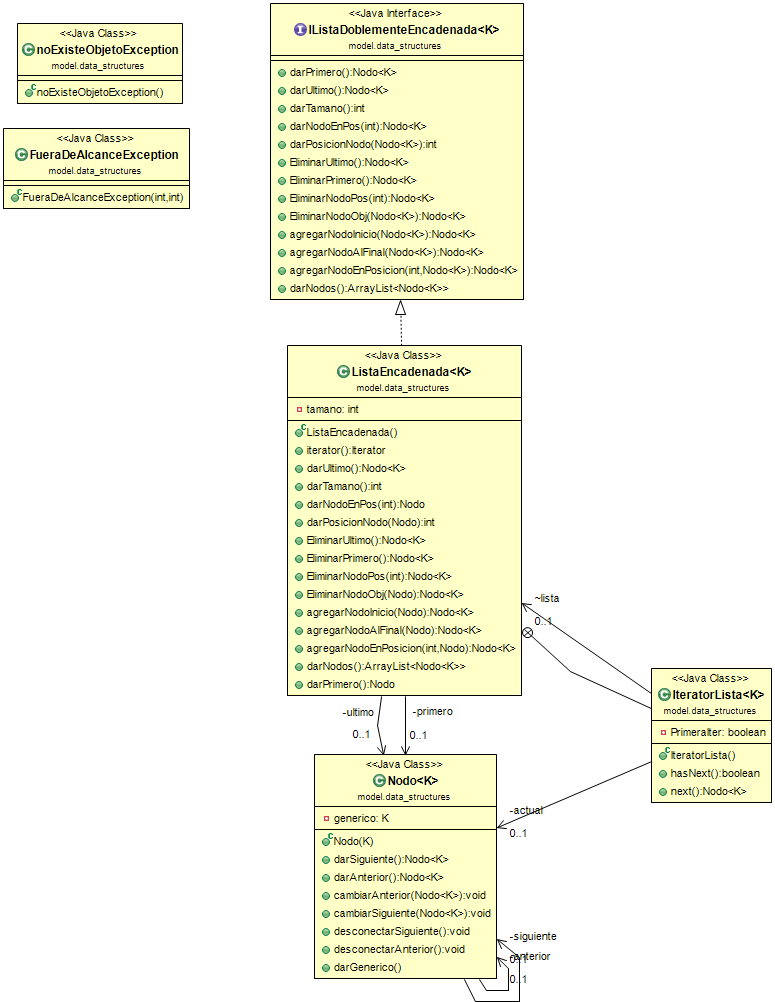 <<Java Class>>
noExisteObjetoException
model.data_structures
noExisteObjetoException()
<<Java Class>>
FueraDeAlcanceException
model.data_structures
FueraDeAlcanceException(int,int)
<<Java Interface>>
IListaDoblementeEncadenada<K>
model.data_structures
darPrimero():Nodo<K>
darUltimo():Nodo<K>
darTamano():int
darNodoEnPos(int):Nodo<K>
darPosicionNodo(Nodo<K>):int
EliminarUltimo():Nodo<K>
EliminarPrimero():Nodo<K>
EliminarNodoPos(int):Nodo<K>
EliminarNodoObj(Nodo<K>):Nodo<K>
agregarNodoInicio(Nodo<K>):Nodo<K>
agregarNodoAlFinal(Nodo<K>):Nodo<K>
agregarNodoEnPosicion(int,Nodo<K>):Nodo<K>
darNodos():ArrayList<Nodo<K>>
<<Java Class>>
ListaEncadenada<K>
model.data_structures
tamano: int
ListaEncadenada()
iterator():Iterator
darUltimo():Nodo<K>
darTamano():int
darNodoEnPos(int):Nodo
darPosicionNodo(Nodo):int
EliminarUltimo():Nodo<K>
EliminarPrimero():Nodo<K>
EliminarNodoPos(int):Nodo<K>
EliminarNodoObj(Nodo):Nodo<K>
agregarNodoInicio(Nodo):Nodo<K>
agregarNodoAlFinal(Nodo):Nodo<K>
agregarNodoEnPosicion(int,Nodo):Nodo<K>
darNodos():ArrayList<Nodo<K>>
darPrimero():Nodo
~lista
0..1
<<Java Class>>
IteratorLista<K>
model.data_structures
PrimeraIter: boolean
IteratorLista()
hasNext():boolean
next():Nodo<K>
-ultimo
0..1
-primero
0..1
<<Java Class>>
Nodo<K>
model.data_structures
generico: K
Nodo(K)
darSiguiente():Nodo<K>
darAnterior():Nodo<K>
cambiarAnterior(Nodo<K>):void
cambiarSiguiente(Nodo<K>):void
desconectarSiguiente():void
desconectarAnterior():void
darGenerico()
-actual
0..1
-siguiente
0..1
-anterior
0..1